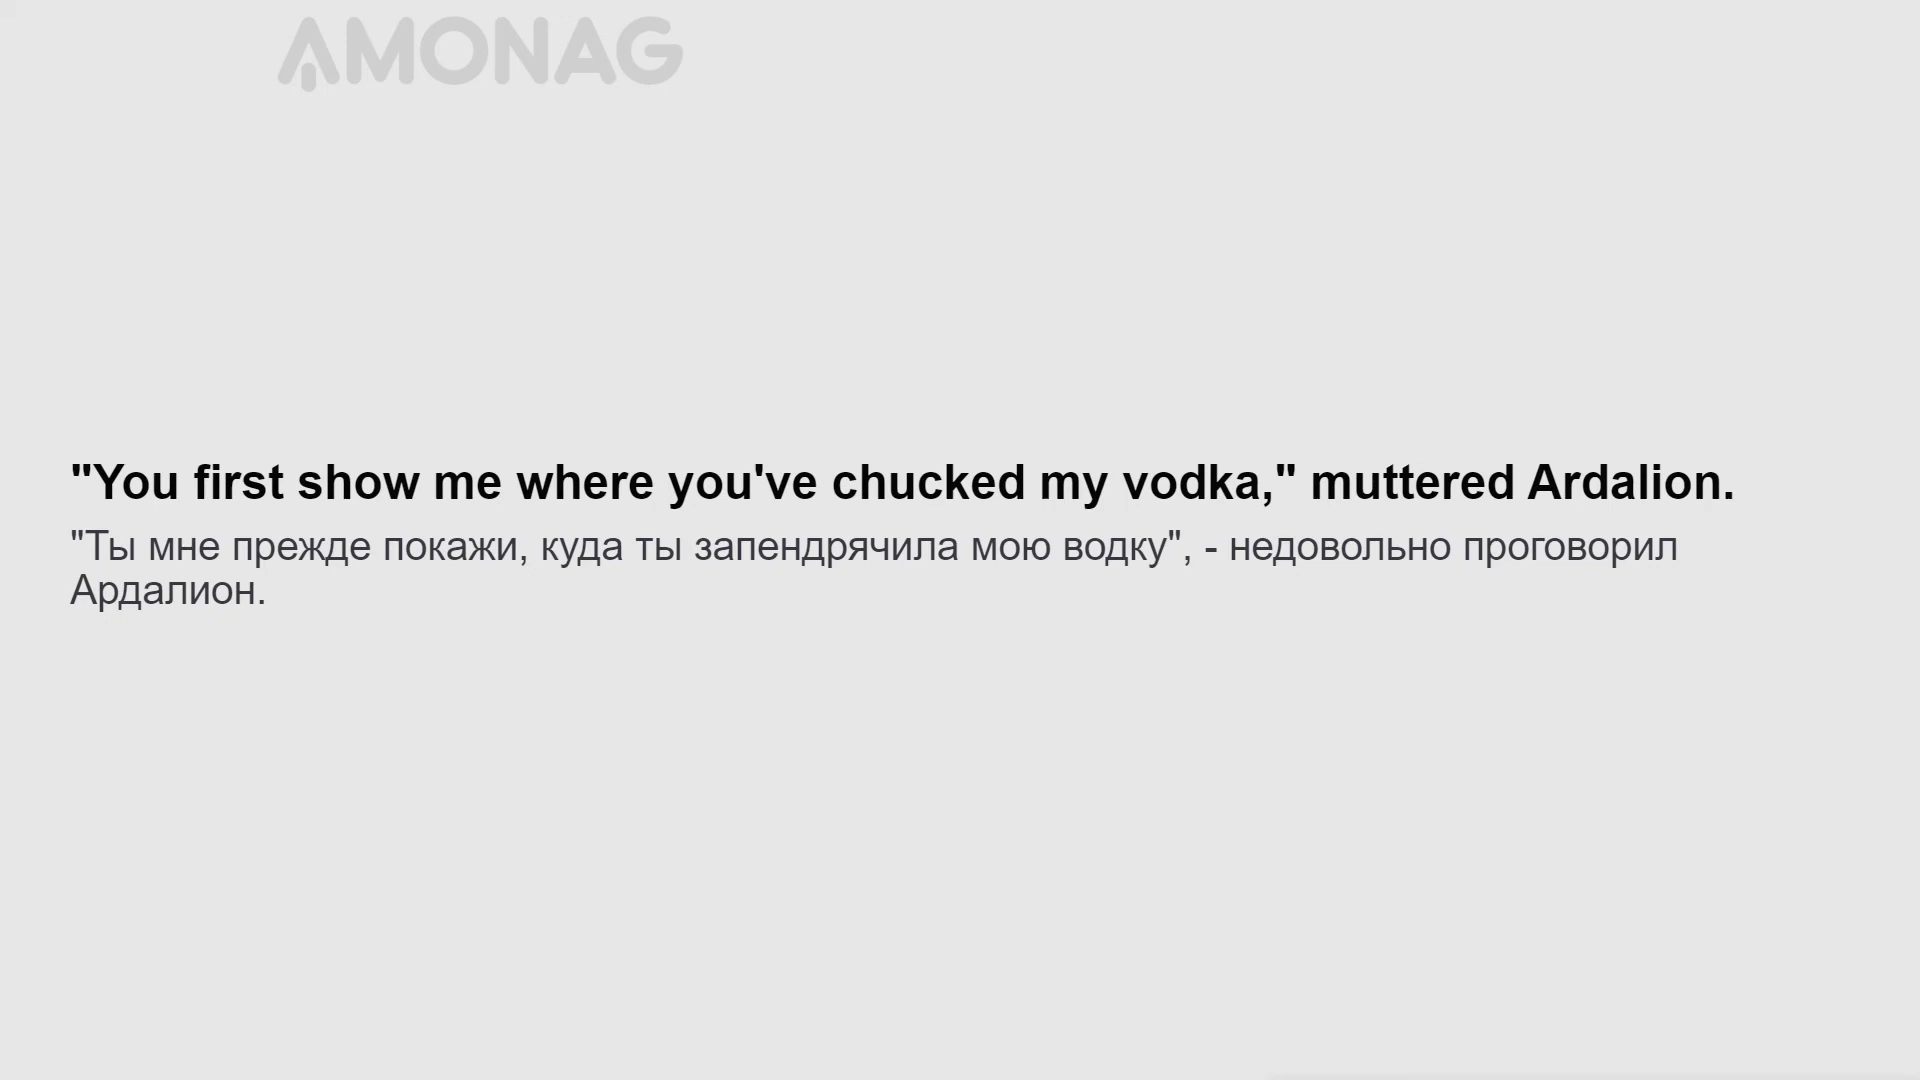 AMONAG
"You first show me where you've chucked my vodka," muttered Ardalion.
"Ты мне прежде покажи, куда ты запендрячила мою водку", - недовольно проговорил
Ардалион.